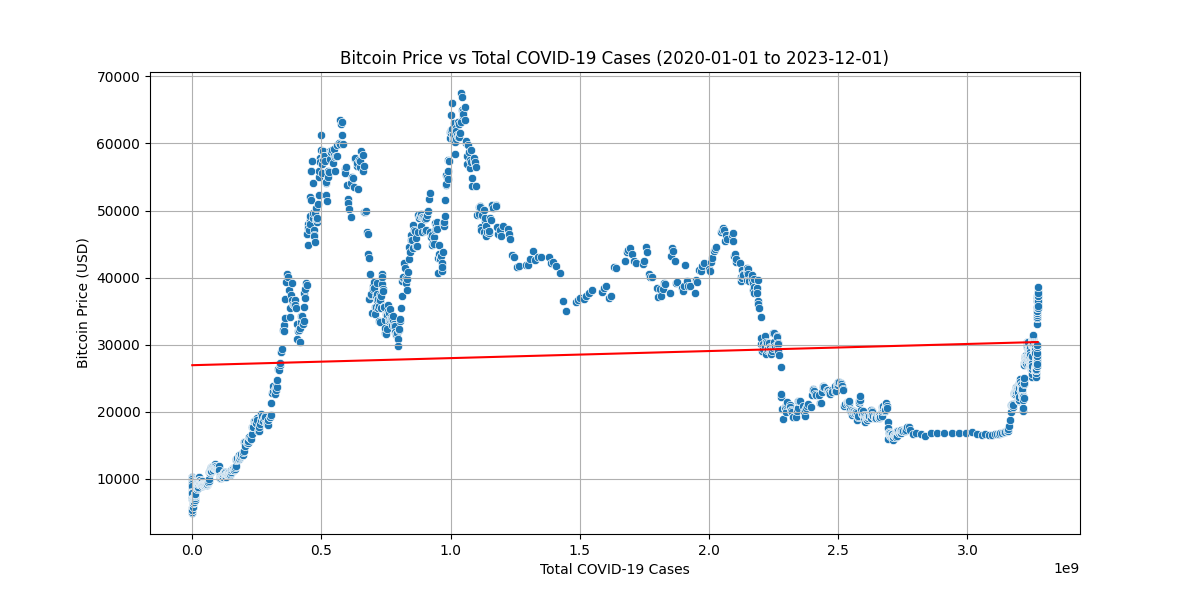 Bitcoin Price vs Total COVID-19 Cases (2020-01-01 to 2023-12-01)
70000
60000
50000
40000
30000
20000
10000
Bitcoin Price (USD)
0.0 0.5 1.0 1.5 2.0 2.5 3.0
1e9
Total COVID-19 Cases